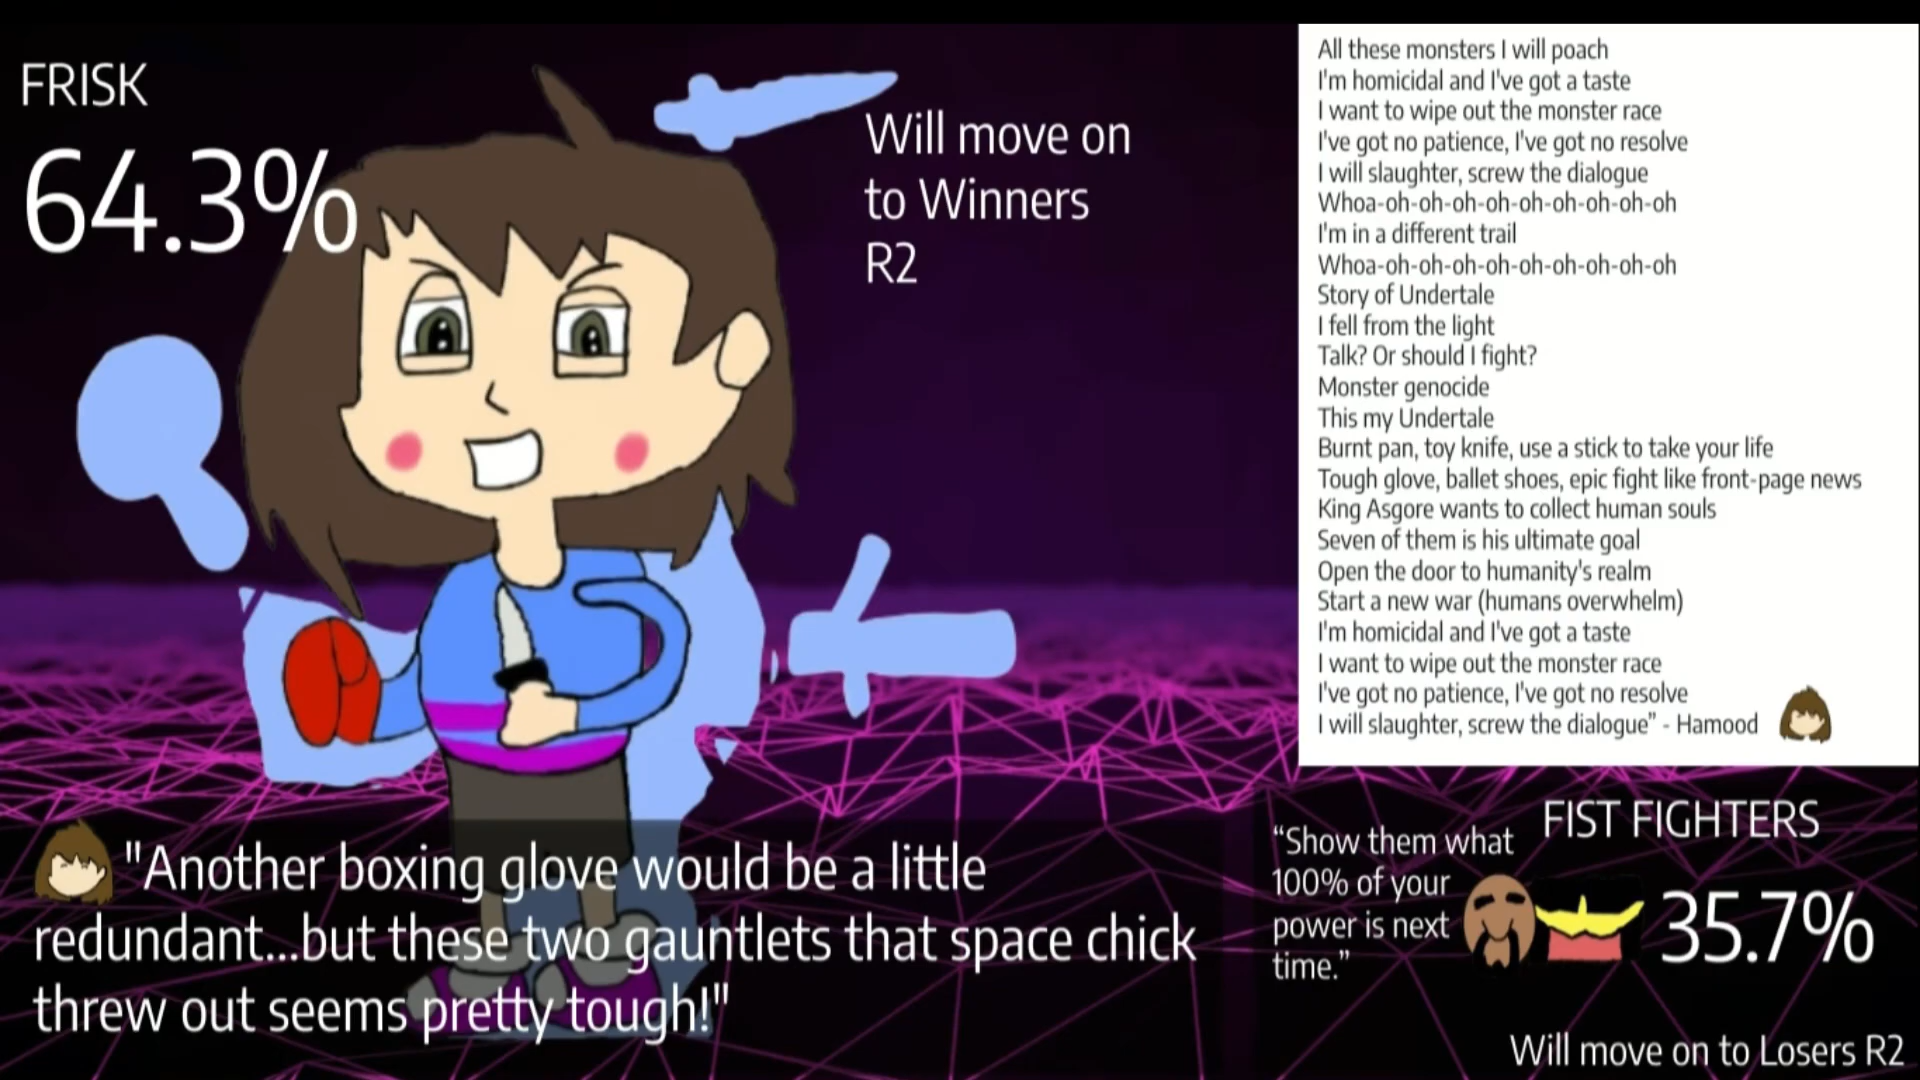 FRISK
64.3%
Will move on
to Winners
R2
All these monsters I will poach
I'm homicidal and I've got a taste
I want to wipe out the monster race
I've got no patience, I've got no resolve
I will slaughter, screw the dialogue
Whoa-oh-oh-oh-oh-oh-oh-oh-oh-oh
I'm in a different trail
Whoa-oh-oh-oh-oh-oh-oh-oh-oh-oh
Story of Undertale
I fell from the light
Talk? Or should I fight?
Monster genocide
This my Undertale
Burnt pan, toy knife, use a stick to take your life
Tough glove, ballet shoes, epic fight like front-page news
King Asgore wants to collect human souls
Seven of them is his ultimate goal
Open the door to humanity's realm
Start a new war (humans overwhelm)
I'm homicidal and I've got a taste
I want to wipe out the monster race
I've got no patience, I've got no resolve
I will slaughter, screw the dialogue” - Hamood
"Another boxing glove would be a little
redundant...but these two gauntlets that space chick
threw out seems pretty tough!"
“Show them what
100% of your
power is next
time.”
FIST FIGHTERS
35.7%
Will move on to Losers R2